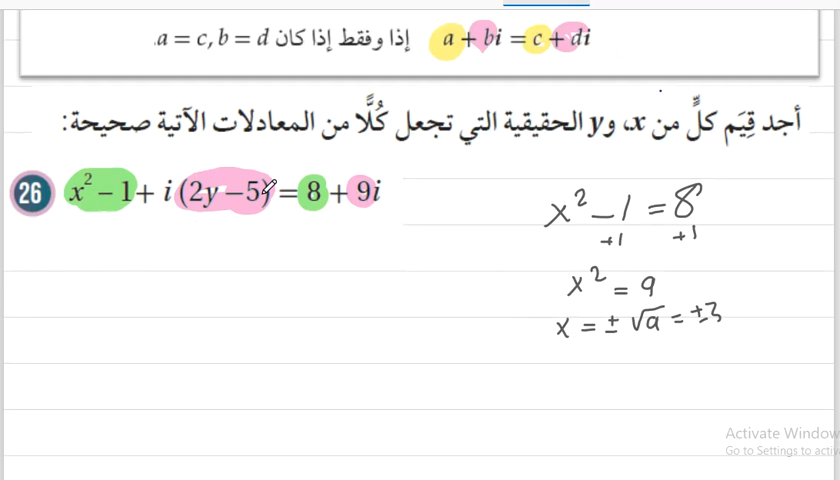 a + bi = c + di إذا وفقط إذا كان a = c, b = d.
أجد قِيَم كلٍّ من x، وy الحقيقية التي تجعل كُلًّا من المعادلات الآتية صحيحة:
26 x² − 1 + i (2y − 5) = 8 + 9i
x² − 1 = 8
+1 +1
x² = 9
x = ± √9 = ±3
Activate Window
Go to Settings to activ